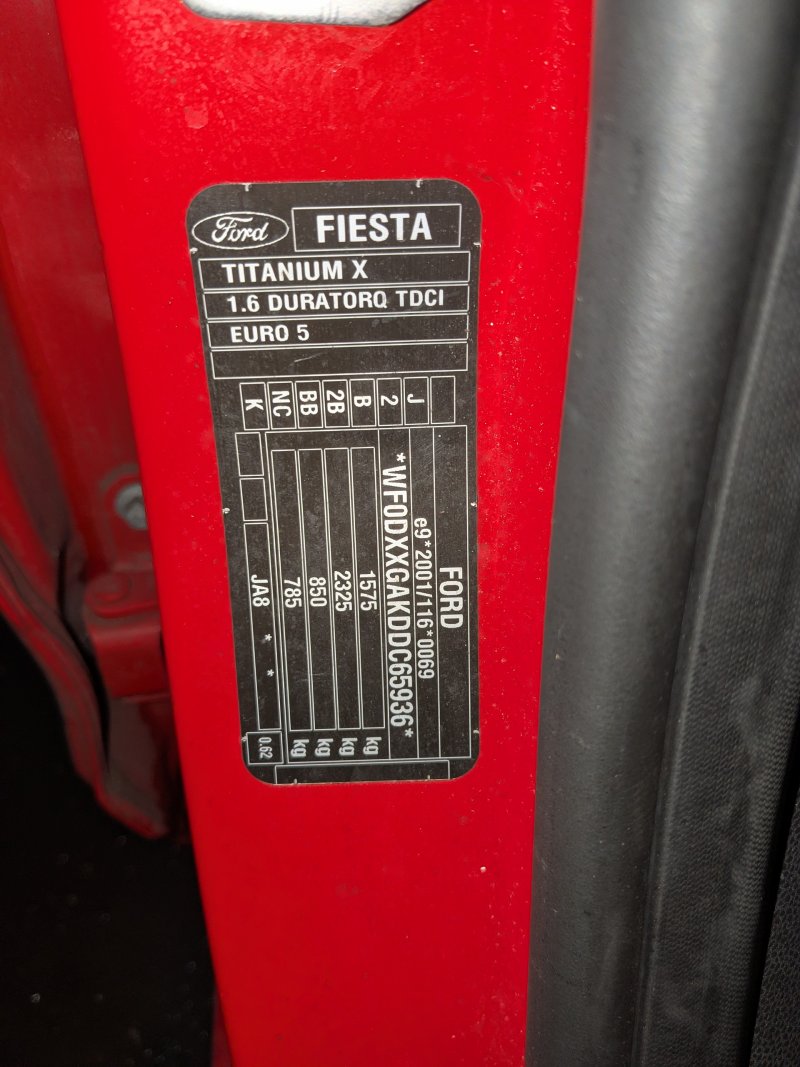 Ford
FIESTA
TITANIUM X
1.6 DURATORQ TDCI
EURO 5
J
2
B
2B
BB
NC
K
FORD
e9*2001/116*0069
*WF0DXXGAKDDC65936*
1575 kg
2325 kg
850 kg
785 kg
JA8 * * 0.62